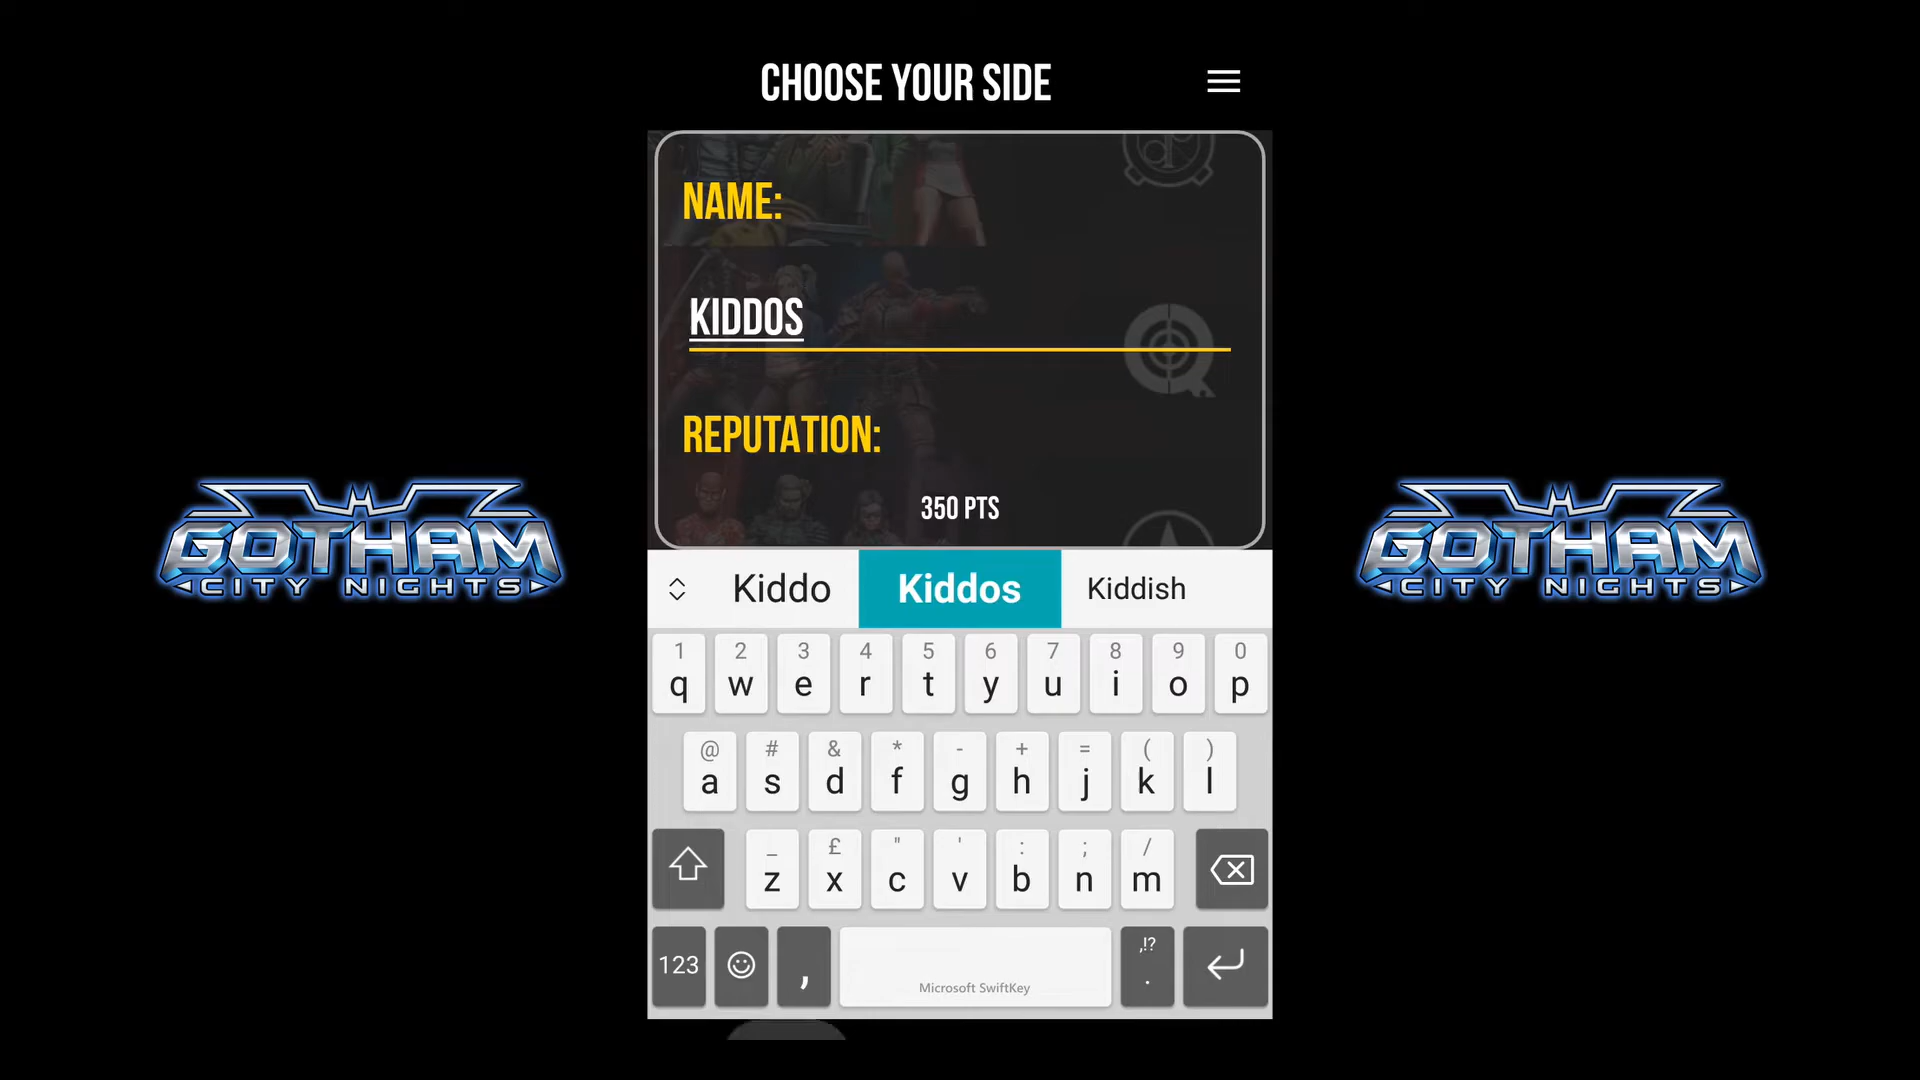 CHOOSE YOUR SIDE
NAME:
KIDDOS
REPUTATION:
350 PTS
GOTHAM
CITY NIGHTS
GOTHAM
CITY NIGHTS
Kiddo Kiddos Kiddish
1 2 3 4 5 6 7 8 9 0
q w e r t y u i o p
@ # & * - + = ( )
a s d f g h j k l
_ £ " ' : ; /
z x c v b n m
,!?
123 , .
Microsoft SwiftKey